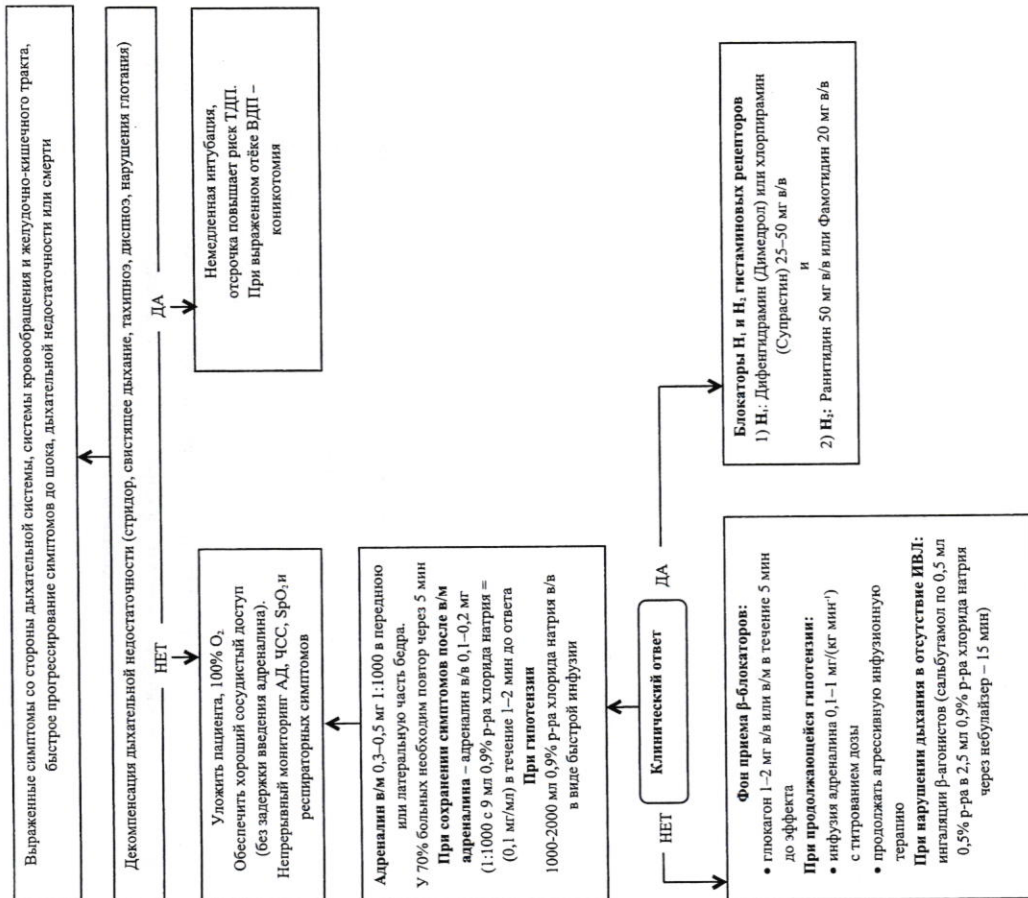 Выраженные симптомы со стороны дыхательной системы, системы кровообращения и желудочно-кишечного тракта,
быстрое прогрессирование симптомов до шока, дыхательной недостаточности или смерти
Декомпенсация дыхательной недостаточности (стридор, свистящее дыхание, тахипноэ, диспноэ, нарушения глотания)
НЕТ
ДА
Уложить пациента, 100% O₂
Обеспечить хороший сосудистый доступ
(без задержки введения адреналина).
Непрерывный мониторинг АД, ЧСС, SpO₂ и
респираторных симптомов
Немедленная интубация,
отсрочка повышает риск ТДП.
При выраженном отёке ВДП –
коникотомия
Адреналин в/м 0,3–0,5 мг 1:1000 в переднюю
или латеральную часть бедра.
У 70% больных необходим повтор через 5 мин
При сохранении симптомов после в/м
адреналина – адреналин в/в 0,1–0,2 мг
(1:1000 с 9 мл 0,9% р-ра хлорида натрия =
(0,1 мг/мл) в течение 1–2 мин до ответа
При гипотензии
1000-2000 мл 0,9% р-ра хлорида натрия в/в
в виде быстрой инфузии
Клинический ответ
НЕТ
ДА
Фон приема β-блокаторов:
• глюкагон 1–2 мг в/в или в/м в течение 5 мин
до эффекта
При продолжающейся гипотензии:
• инфузия адреналина 0,1–1 мг/(кг мин⁻¹)
с титрованием дозы
• продолжать агрессивную инфузионную
терапию
При нарушении дыхания в отсутствие ИВЛ:
ингаляции β-агонистов (сальбутамол по 0,5 мл
0,5% р-ра в 2,5 мл 0,9% р-ра хлорида натрия
через небулайзер – 15 мин)
Блокаторы H₁ и H₂ гистаминовых рецепторов
1) H₁: Дифенгидрамин (Димедрол) или хлорпирамин
(Супрастин) 25–50 мг в/в
и
2) H₂: Ранитидин 50 мг в/в или Фамотидин 20 мг в/в